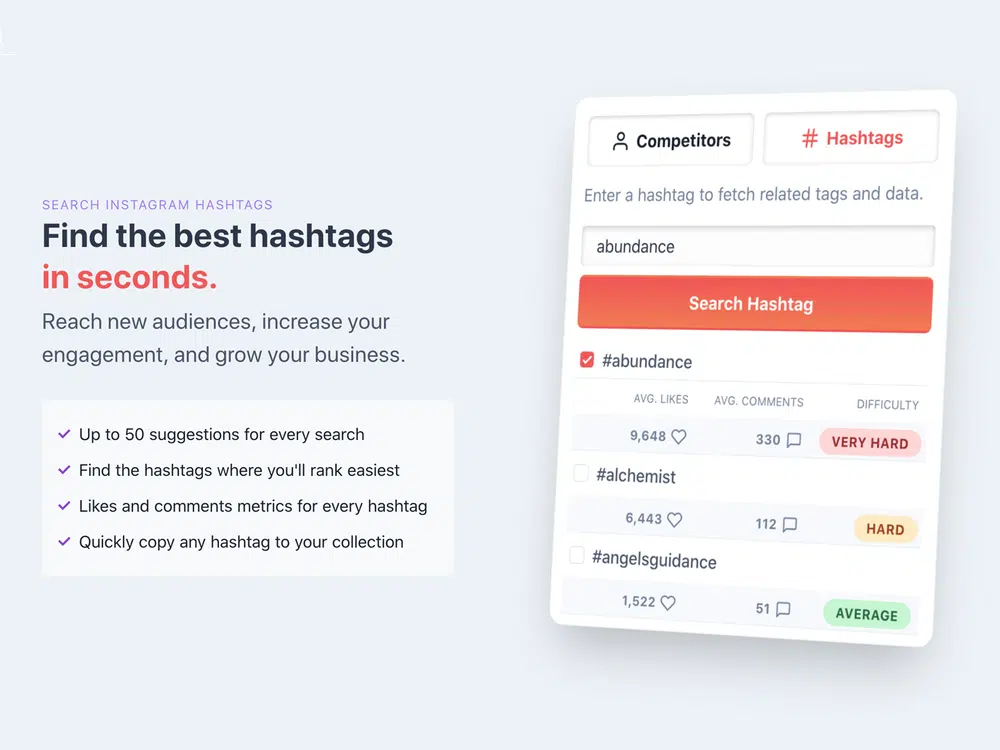 SEARCH INSTAGRAM HASHTAGS
Find the best hashtags
in seconds.
Reach new audiences, increase your
engagement, and grow your business.
Up to 50 suggestions for every search
Find the hashtags where you'll rank easiest
Likes and comments metrics for every hashtag
Quickly copy any hashtag to your collection
Competitors # Hashtags
Enter a hashtag to fetch related tags and data.
abundance
Search Hashtag
#abundance
AVG. LIKES AVG. COMMENTS DIFFICULTY
9,648 330 VERY HARD
#alchemist
6,443 112 HARD
#angelsguidance
1,522 51 AVERAGE